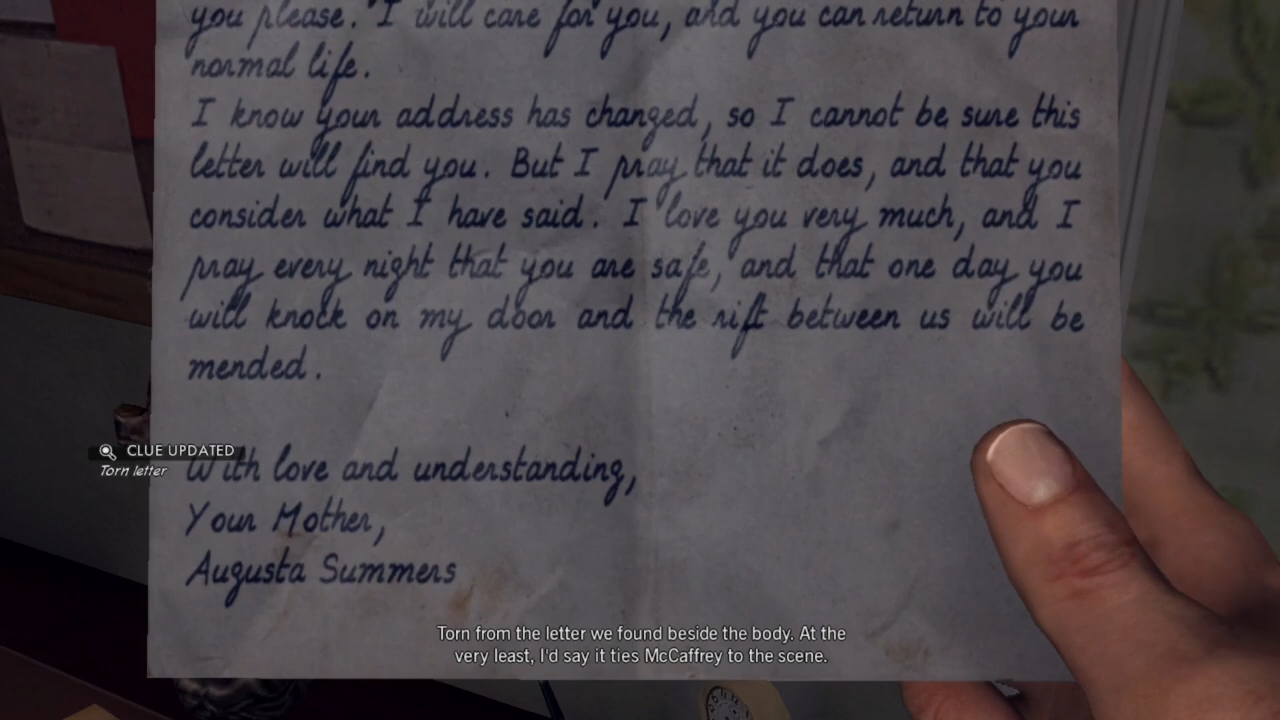 you please. I will care for you, and you can return to your
normal life.
I know your address has changed, so I cannot be sure this
letter will find you. But I pray that it does, and that you
consider what I have said. I love you very much, and I
pray every night that you are safe, and that one day you
will knock on my door and the rift between us will be
mended.
CLUE UPDATED
Torn letter
With love and understanding,
Your Mother,
Augusta Summers
Torn from the letter we found beside the body. At the
very least, I'd say it ties McCaffrey to the scene.